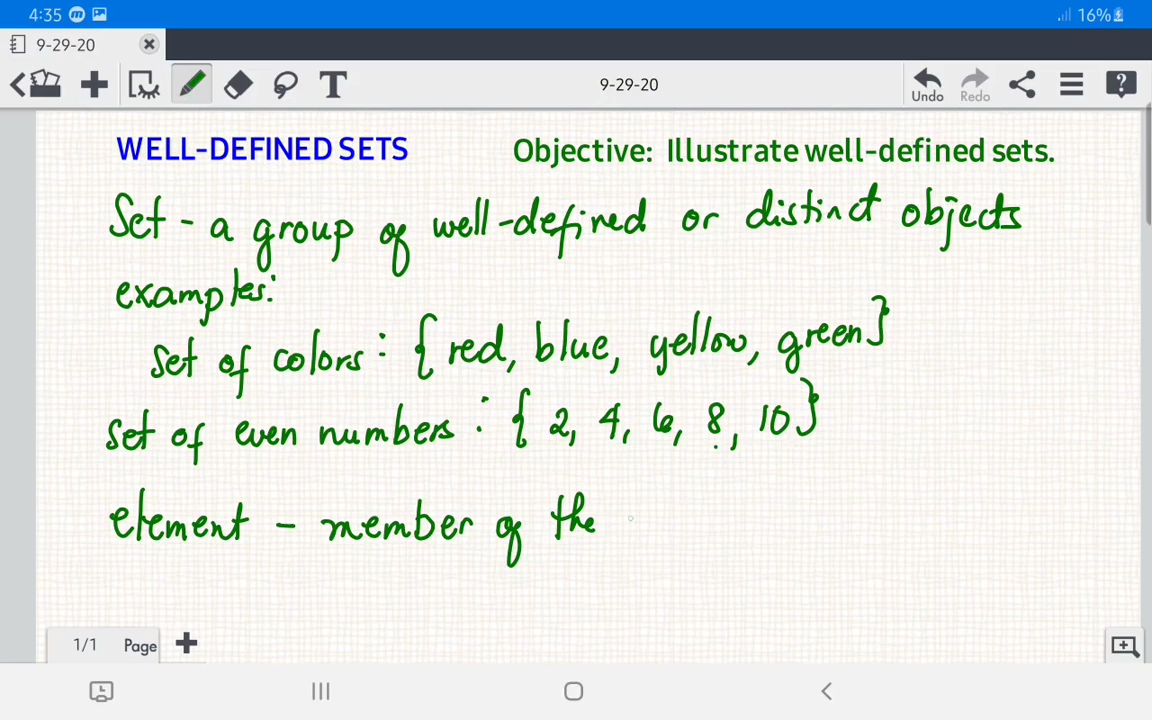 4:35 16%
9-29-20
T 9-29-20 Undo Redo ?
WELL-DEFINED SETS Objective: Illustrate well-defined sets.
Set - a group of well-defined or distinct objects
examples:
set of colors : { red, blue, yellow, green}
set of even numbers : { 2, 4, 6, 8, 10}
element - member of the
1/1 Page